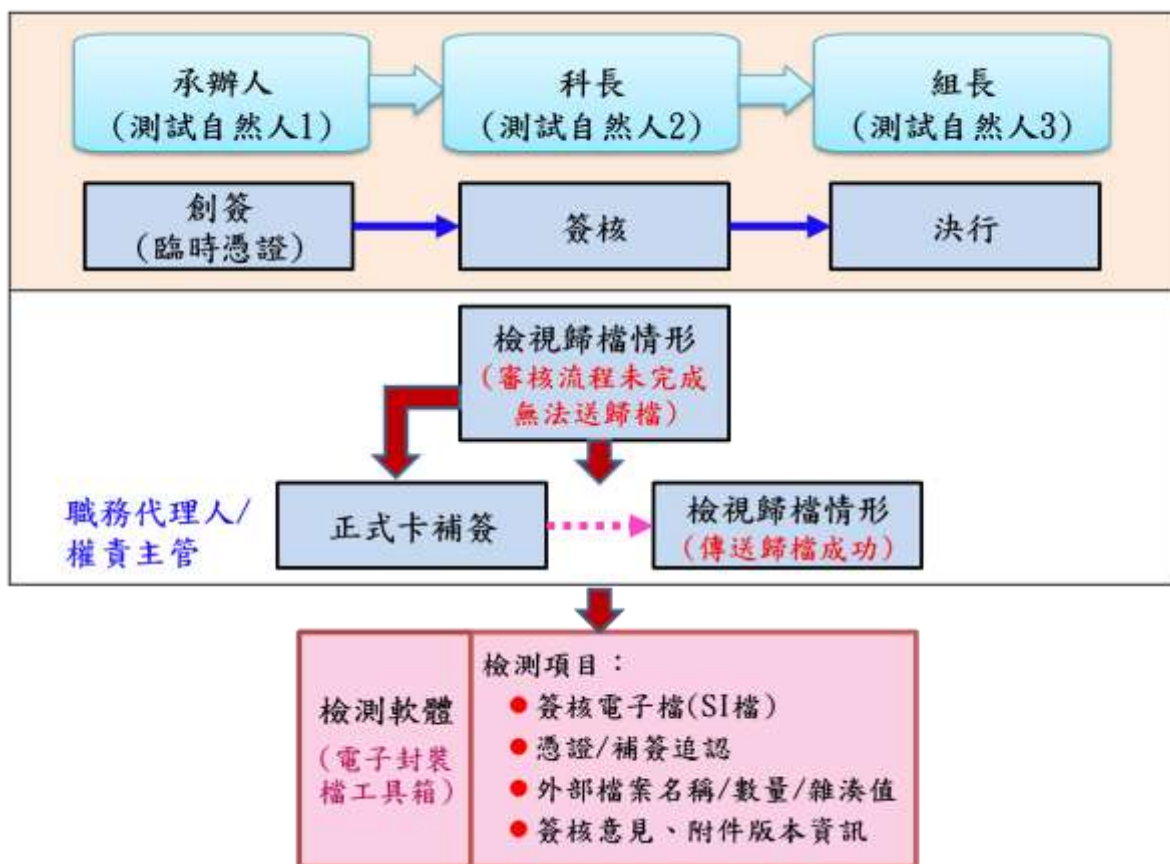 承辦人
(測試自然人1)
科長
(測試自然人2)
組長
(測試自然人3)
創簽
(臨時憑證)
簽核
決行
檢視歸檔情形
(審核流程未完成
無法送歸檔)
職務代理人/
權責主管
正式卡補簽
檢視歸檔情形
(傳送歸檔成功)
檢測軟體
(電子封裝
檔工具箱)
檢測項目：
●簽核電子檔(SI檔)
●憑證/補簽追認
●外部檔案名稱/數量/雜湊值
●簽核意見、附件版本資訊